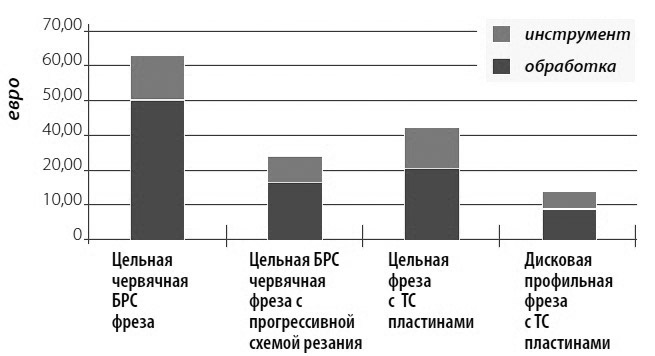 70,00
60,00
50,00
40,00
30,00
20,00
10,00
0
евро
инструмент
обработка
Цельная
червячная
БРС
фреза
Цельная БРС
червячная
фреза с
прогрессивной
схемой резания
Цельная
фреза
с ТС
пластинами
Дисковая
профильная
фреза
с ТС
пластинами